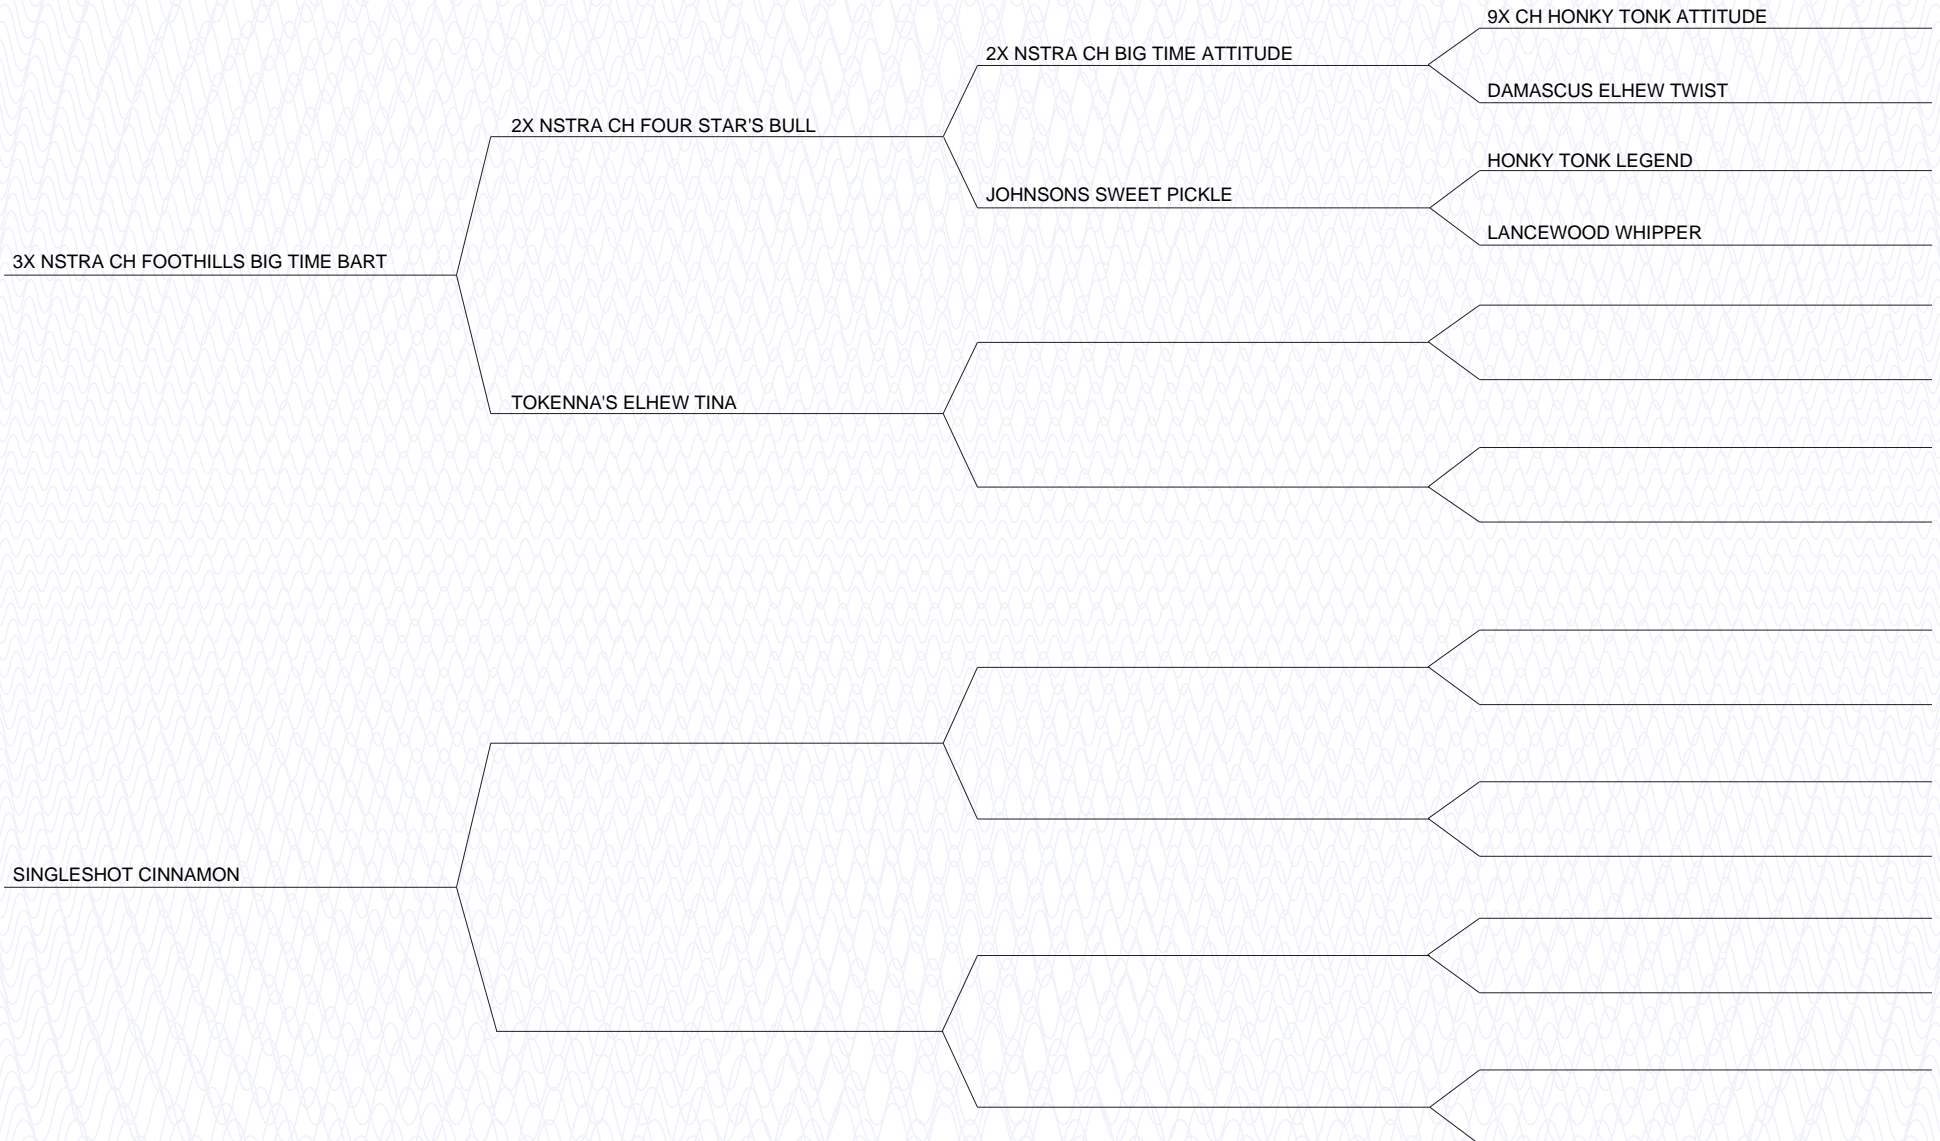 9X CH HONKY TONK ATTITUDE
2X NSTRA CH BIG TIME ATTITUDE
DAMASCUS ELHEW TWIST
2X NSTRA CH FOUR STAR'S BULL
HONKY TONK LEGEND
JOHNSONS SWEET PICKLE
LANCEWOOD WHIPPER
3X NSTRA CH FOOTHILLS BIG TIME BART
TOKENNA'S ELHEW TINA
SINGLESHOT CINNAMON